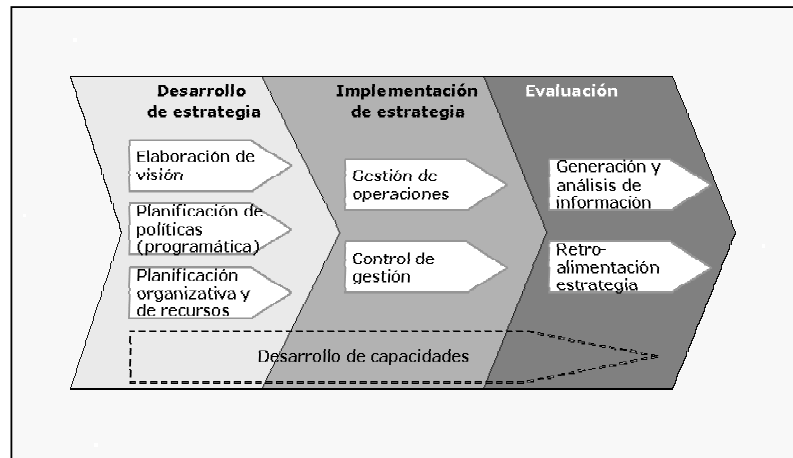 Desarrollo
de estrategia
Elaboración de
visión
Planificación de
políticas
(programática)
Planificación
organizativa y
de recursos
Implementación
de estrategia
Gestión de
operaciones
Control de
gestión
Evaluación
Generación y
análisis de
información
Retro-
alimentación
estrategia
Desarrollo de capacidades